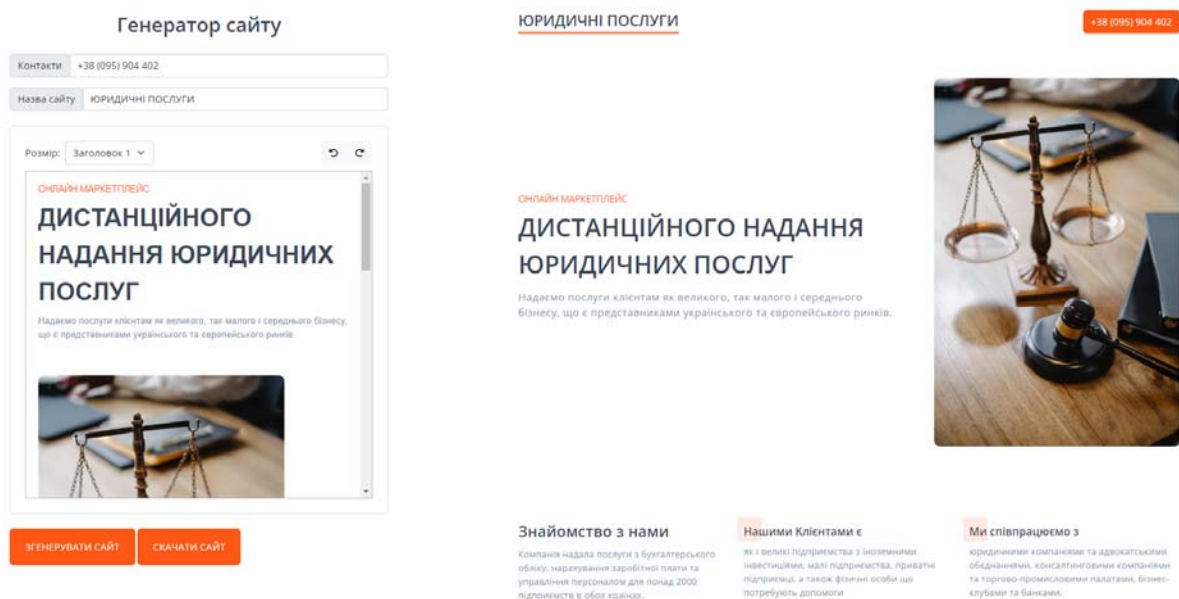 Генератор сайту
Контакти +38 (095) 904 402
Назва сайту ЮРИДИЧНІ ПОСЛУГИ
Розмір: Заголовок 1
ОНЛАЙН МАРКЕТПЛЕЙС
ДИСТАНЦІЙНОГО
НАДАННЯ ЮРИДИЧНИХ
ПОСЛУГ
Надаємо послуги клієнтам як великого, так малого і середнього бізнесу,
що є представниками українського та європейського ринків.
ЗГЕНЕРУВАТИ САЙТ
СКАЧАТИ САЙТ
ЮРИДИЧНІ ПОСЛУГИ
+38 (095) 904 402
ОНЛАЙН МАРКЕТПЛЕЙС
ДИСТАНЦІЙНОГО НАДАННЯ
ЮРИДИЧНИХ ПОСЛУГ
Надаємо послуги клієнтам як великого, так малого і середнього
бізнесу, що є представниками українського та європейського ринків.
Знайомство з нами
Компанія надала послуги з бухгалтерського
обліку, нарахування заробітної плати та
управління персоналом для понад 2000
підприємств в обох країнах.
Нашими Клієнтами є
як і великі підприємства з іноземними
інвестиціями, малі підприємства, приватні
підприємці, а також фізичні особи що
потребують допомоги
Ми співпрацюємо з
юридичними компаніями та адвокатськими
обєднаннями, консалтинговими компаніями
та торгово-промисловими палатами, бізнес-
клубами та банками.